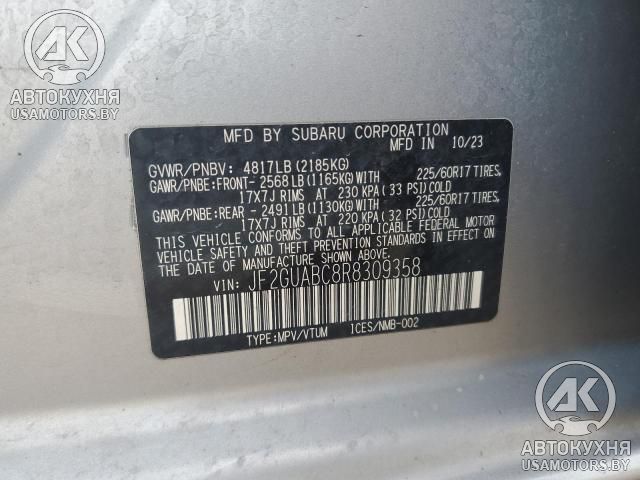 AK
АВТОКУХНЯ
USAMOTORS.BY
MFD BY SUBARU CORPORATION
MFD IN 10/23
GVWR/PNBV: 4817LB (2185KG)
GAWR/PNBE:FRONT- 2568LB (1165KG) WITH 225/60R17 TIRES,
17X7J RIMS AT 230 KPA ( 33 PSI) COLD
GAWR/PNBE:REAR - 2491LB (1130KG) WITH 225/60R17 TIRES,
17X7J RIMS AT 220 KPA ( 32 PSI) COLD
THIS VEHICLE CONFORMS TO ALL APPLICABLE FEDERAL MOTOR
VEHICLE SAFETY AND THEFT PREVENTION STANDARDS IN EFFECT
ON THE DATE OF MANUFACTURE SHOWN ABOVE.
VIN: JF2GUABC8R8309358
TYPE:MPV/VTUM ICES/NMB-002
AK
АВТОКУХНЯ
USAMOTORS.BY